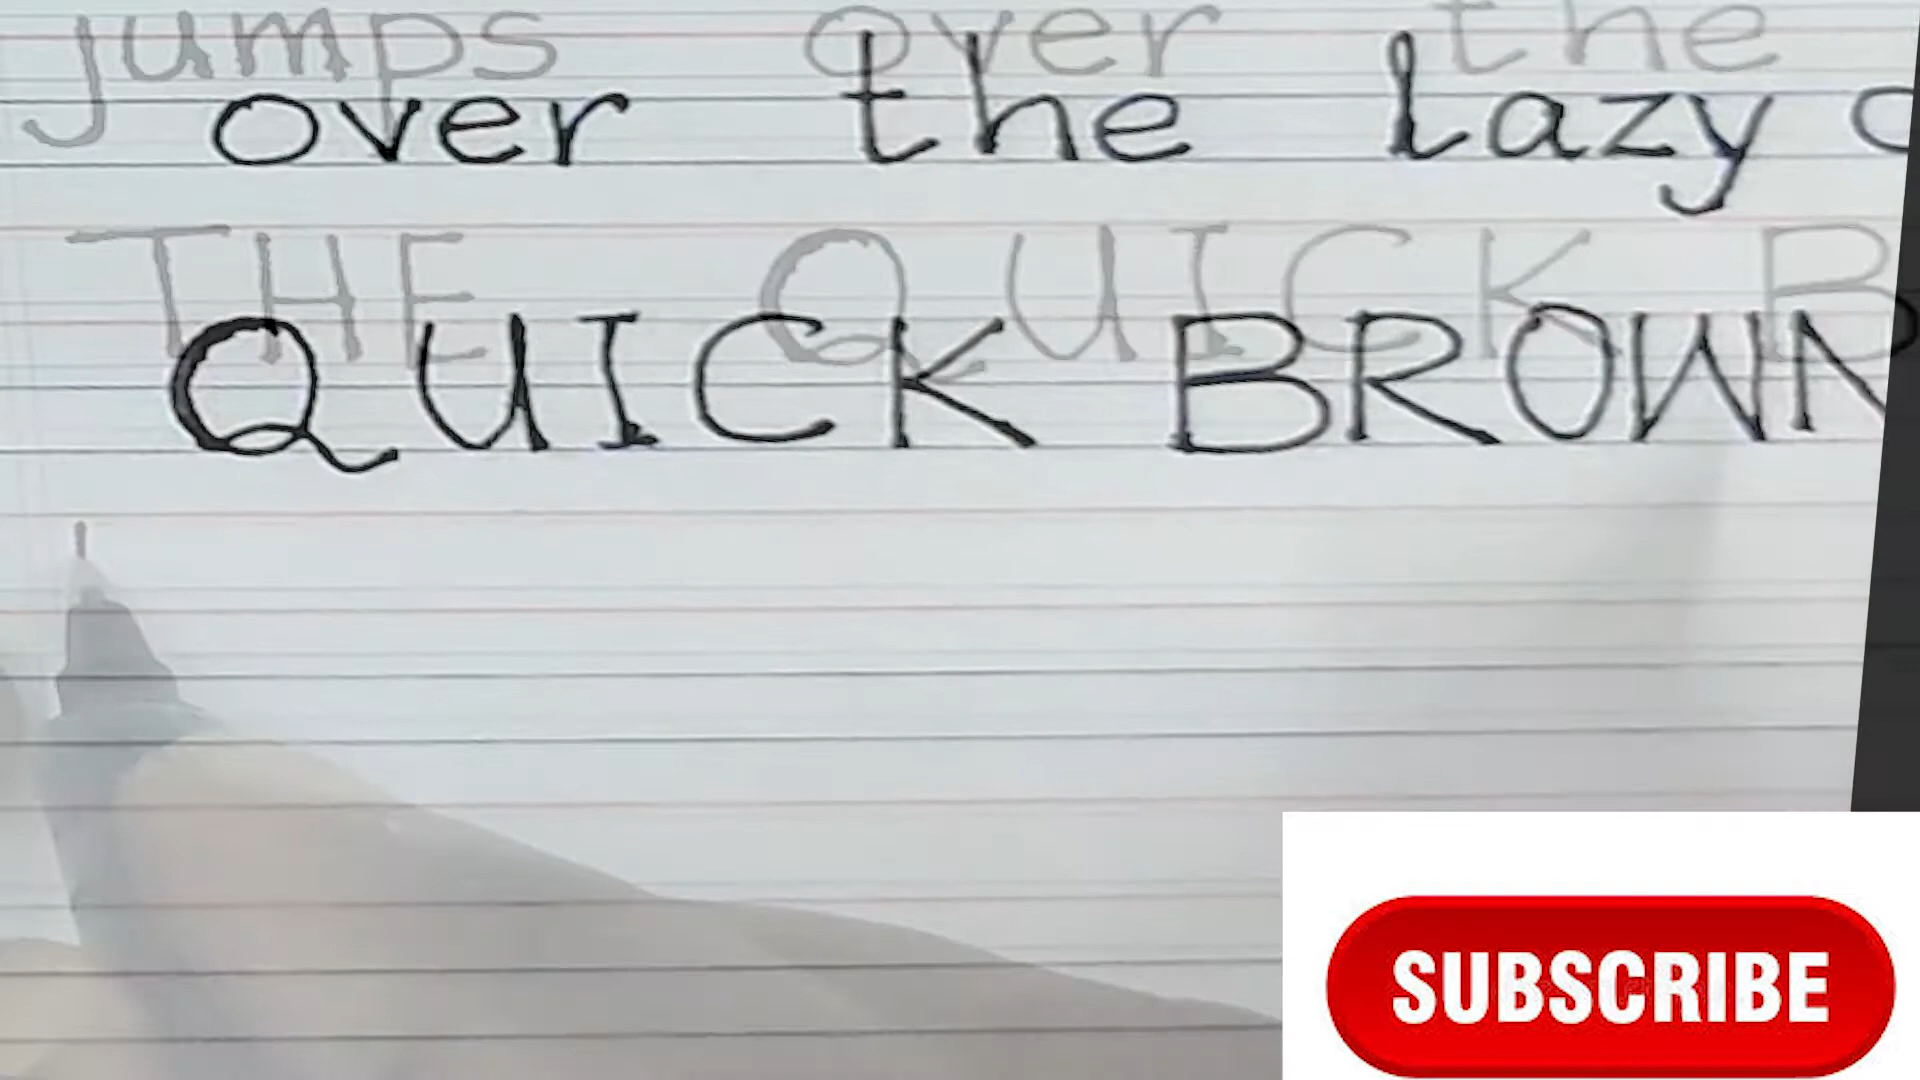 jumps over the
over the lazy
THE QUICK B
QUICK BROWN
SUBSCRIBE